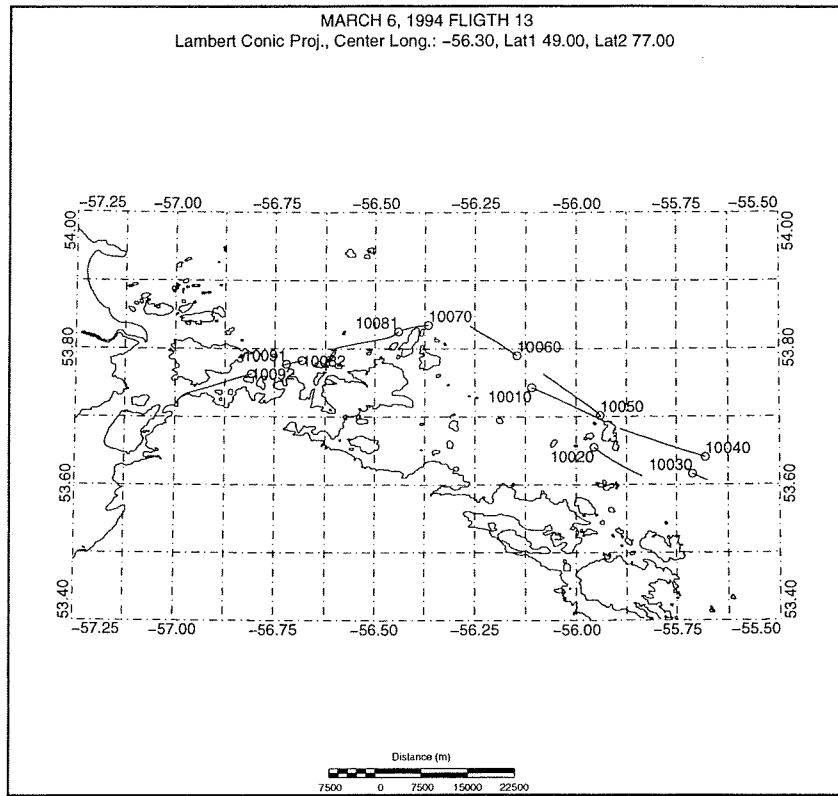 MARCH 6, 1994 FLIGTH 13
Lambert Conic Proj., Center Long.: −56.30, Lat1 49.00, Lat2 77.00
−57.25 −57.00 −56.75 −56.50 −56.25 −56.00 −55.75 −55.50
54.00 54.00
10081 10070
53.80 10091 10082 10060 53.80
10092 10010
10050
10020 10030 10040
53.60 53.60
53.40 53.40
−57.25 −57.00 −56.75 −56.50 −56.25 −56.00 −55.75 −55.50
Distance (m)
7500 0 7500 15000 22500